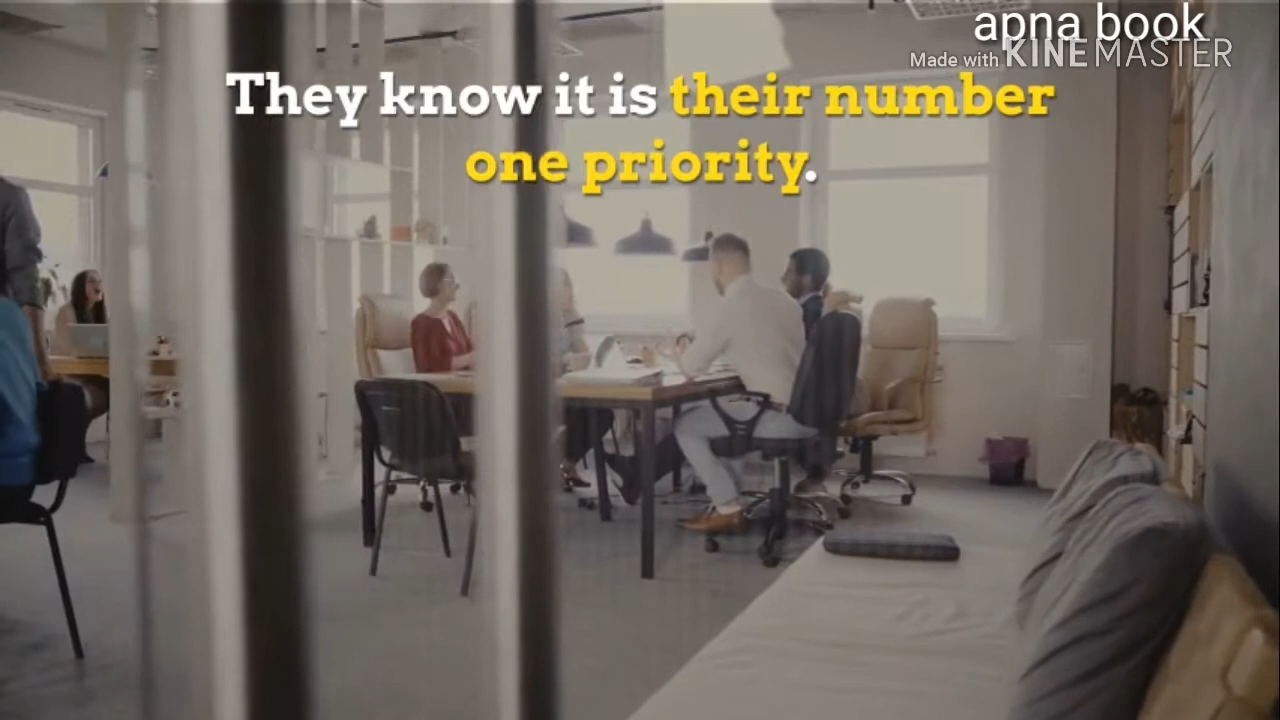 apna book
Made with KINEMASTER
They know it is their number
one priority.